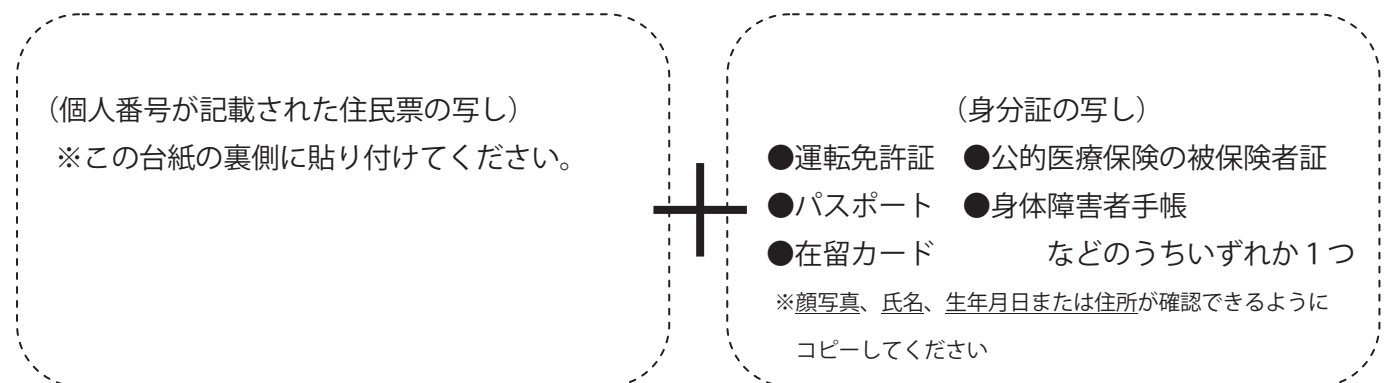 （個人番号が記載された住民票の写し）
※この台紙の裏側に貼り付けてください。
＋
（身分証の写し）
●運転免許証　●公的医療保険の被保険者証
●パスポート　●身体障害者手帳
●在留カード　　　　などのうちいずれか１つ
※顔写真、氏名、生年月日または住所が確認できるように
コピーしてください